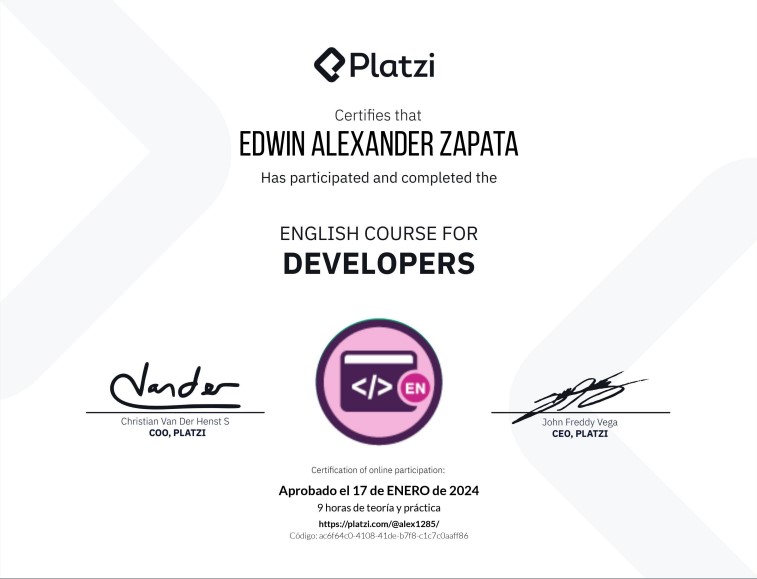 Platzi
Certifies that
EDWIN ALEXANDER ZAPATA
Has participated and completed the
ENGLISH COURSE FOR
DEVELOPERS
</> EN
Vander
Christian Van Der Henst S
COO, PLATZI
John Freddy Vega
CEO, PLATZI
Certification of online participation:
Aprobado el 17 de ENERO de 2024
9 horas de teoría y práctica
https://platzi.com/@alex1285/
Código: ac6f64c0-4108-41de-b7f8-c1c7c0aaff86